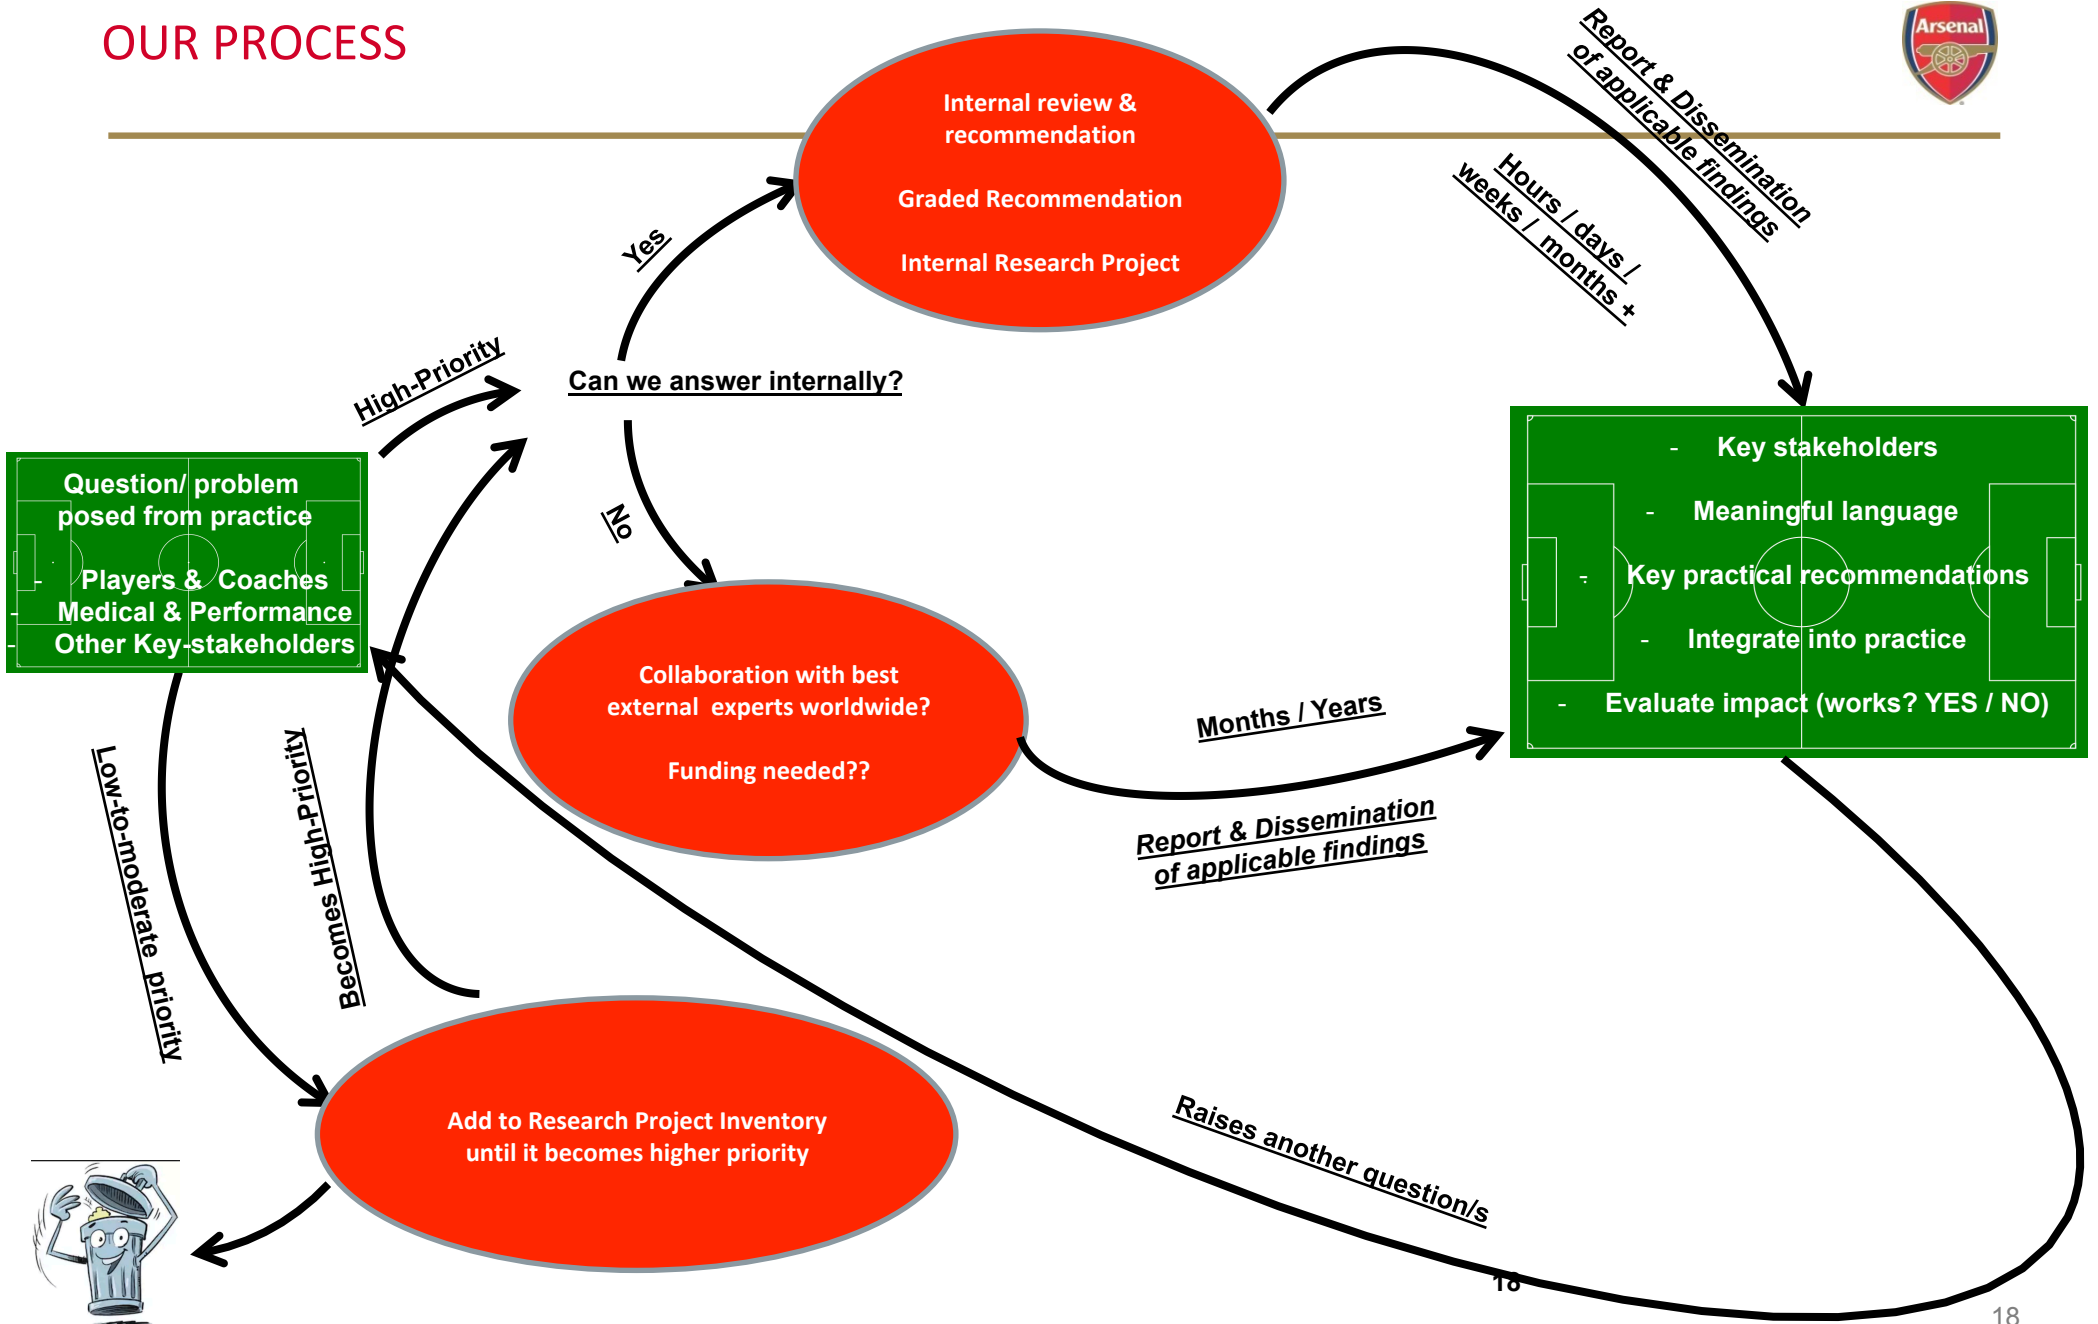 OUR PROCESS
Arsenal
Internal review &
recommendation
Graded Recommendation
Internal Research Project
Report & Dissemination
of applicable findings
Hours / days /
weeks / months +
Yes
High-Priority
Can we answer internally?
No
Question/ problem
posed from practice
- Players & Coaches
- Medical & Performance
- Other Key-stakeholders
- Key stakeholders
- Meaningful language
- Key practical recommendations
- Integrate into practice
- Evaluate impact (works? YES / NO)
Collaboration with best
external experts worldwide?
Funding needed??
Months / Years
Report & Dissemination
of applicable findings
Low-to-moderate priority
Becomes High-Priority
Add to Research Project Inventory
until it becomes higher priority
Raises another question/s
18
18